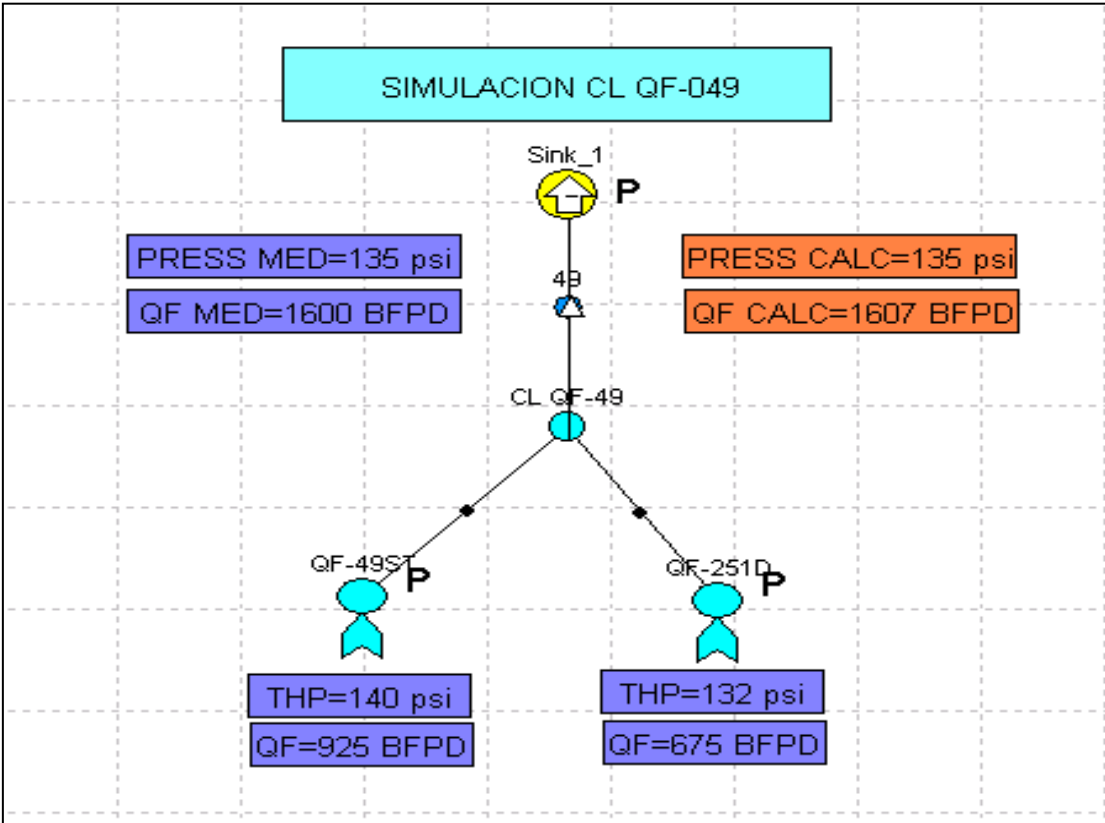 SIMULACION CL QF-049
Sink_1
P
PRESS MED=135 psi
PRESS CALC=135 psi
49
QF MED=1600 BFPD
QF CALC=1607 BFPD
CL QF-49
QF-49ST
P
QF-251D
P
THP=140 psi
THP=132 psi
QF=925 BFPD
QF=675 BFPD